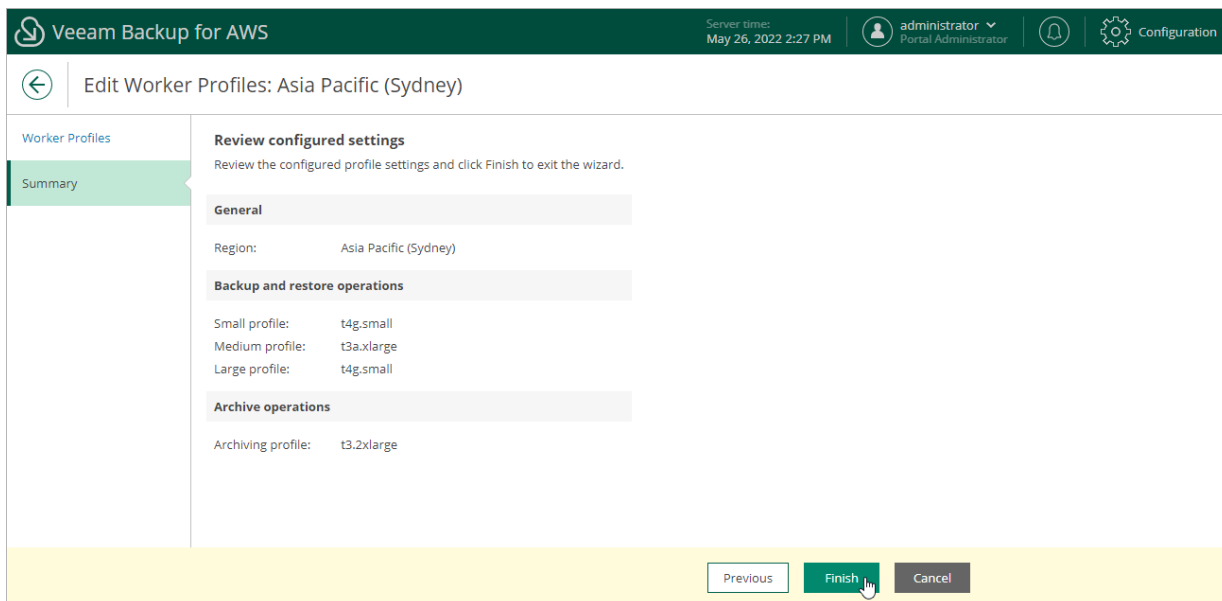 Veeam Backup for AWS
Server time:
May 26, 2022 2:27 PM
administrator
Portal Administrator
Configuration
Edit Worker Profiles: Asia Pacific (Sydney)
Worker Profiles
Summary
Review configured settings
Review the configured profile settings and click Finish to exit the wizard.
General
Region: Asia Pacific (Sydney)
Backup and restore operations
Small profile: t4g.small
Medium profile: t3a.xlarge
Large profile: t4g.small
Archive operations
Archiving profile: t3.2xlarge
Previous Finish Cancel